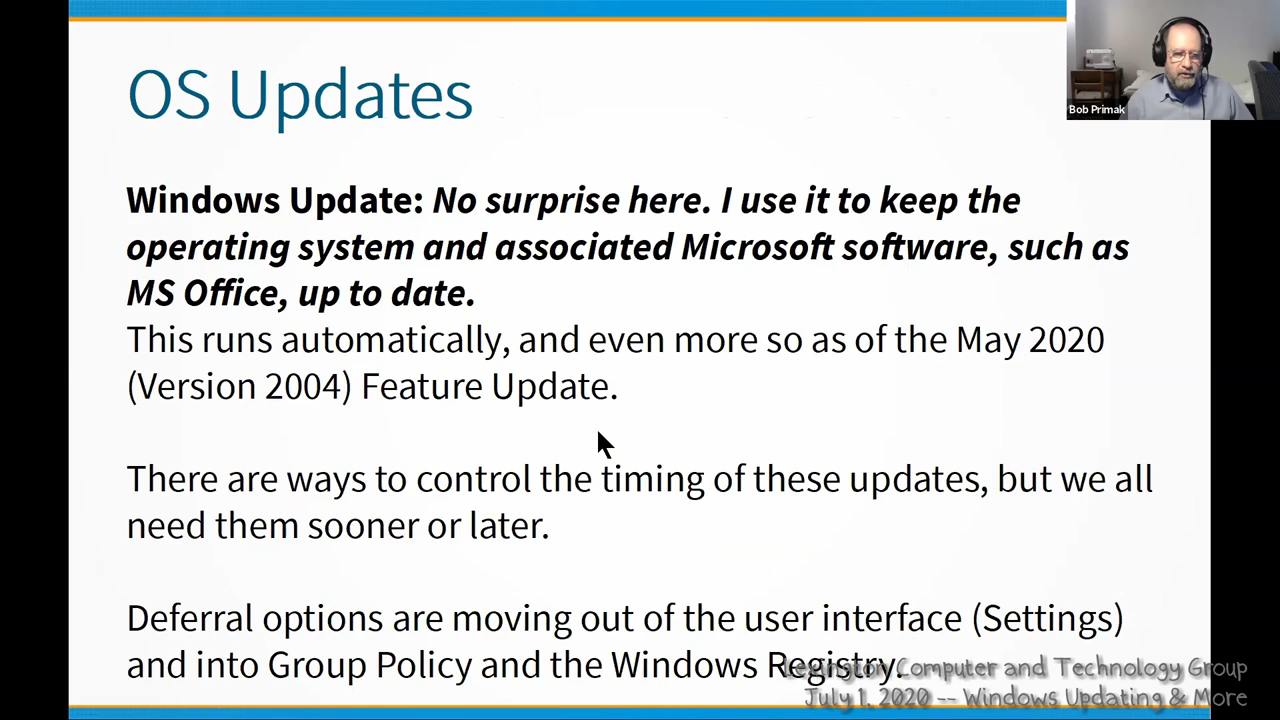 OS Updates
Bob Primak
Windows Update: No surprise here. I use it to keep the
operating system and associated Microsoft software, such as
MS Office, up to date.
This runs automatically, and even more so as of the May 2020
(Version 2004) Feature Update.
There are ways to control the timing of these updates, but we all
need them sooner or later.
Deferral options are moving out of the user interface (Settings)
and into Group Policy and the Windows Registry.
Lexington Computer and Technology Group
July 1, 2020 -- Windows Updating & More